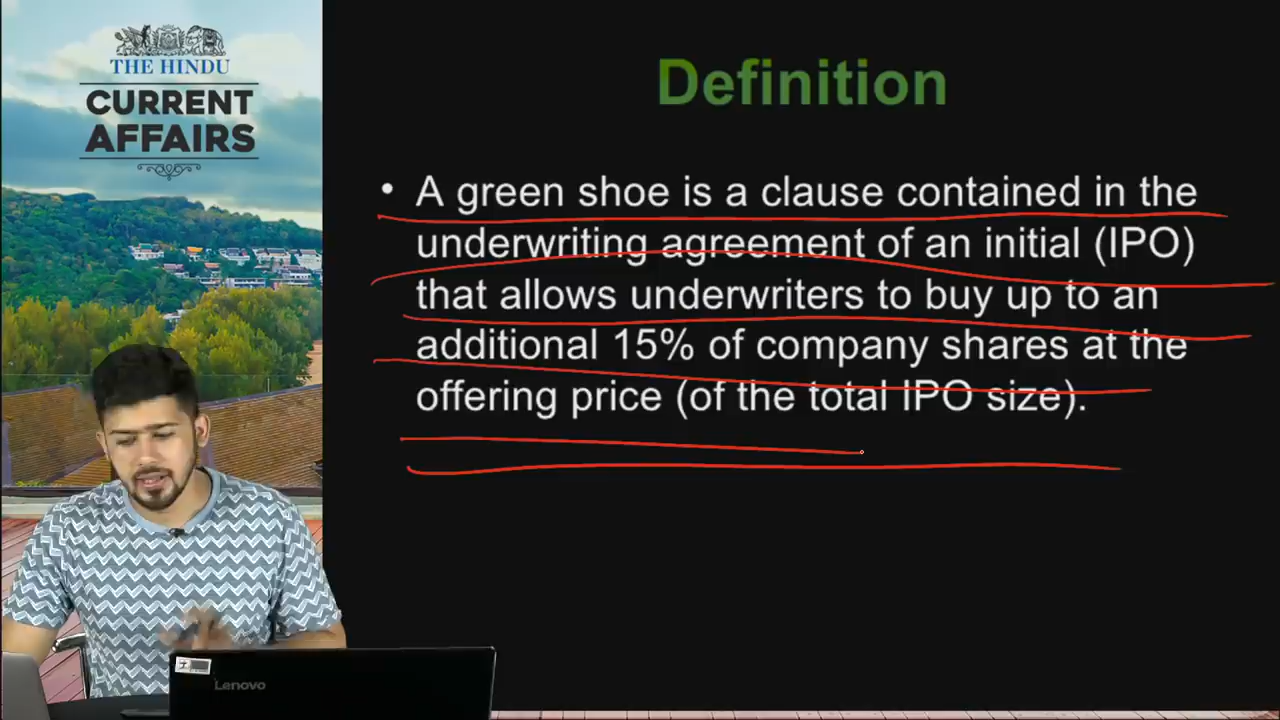 THE HINDU
CURRENT
AFFAIRS
Definition
• A green shoe is a clause contained in the
underwriting agreement of an initial (IPO)
that allows underwriters to buy up to an
additional 15% of company shares at the
offering price (of the total IPO size).
Lenovo